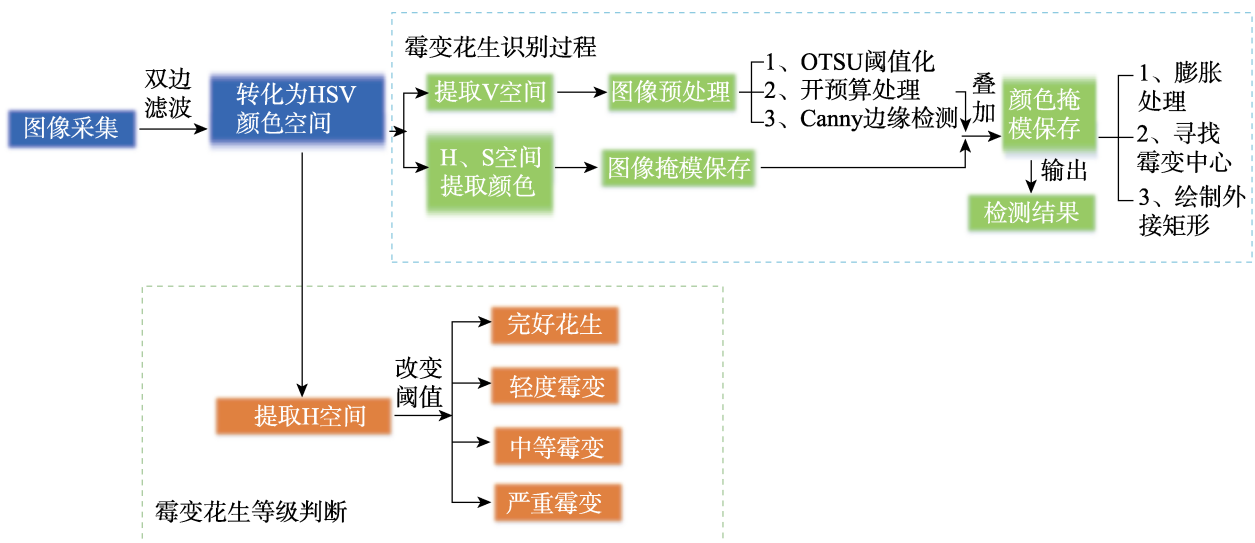 霉变花生识别过程
图像采集
双边
滤波
转化为HSV
颜色空间
提取V空间
图像预处理
1、OTSU阈值化
2、开预算处理
3、Canny边缘检测
H、S空间
提取颜色
图像掩模保存
叠
加
颜色掩
模保存
输出
检测结果
1、膨胀
处理
2、寻找
霉变中心
3、绘制外
接矩形
提取H空间
改变
阈值
完好花生
轻度霉变
中等霉变
严重霉变
霉变花生等级判断